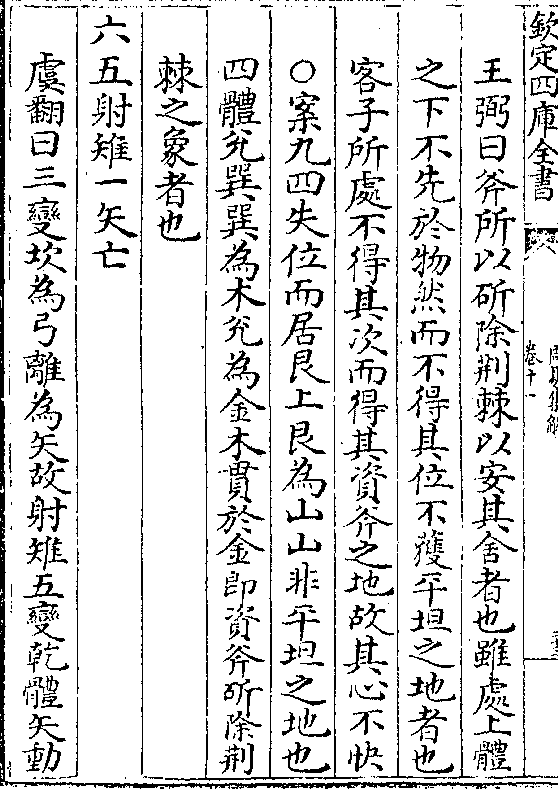 欽定四庫全書
卷十一
王弼曰斧所以斫除荆棘以安其舍者也雖處上體
之下不先於物然而不得其位不獲平坦之地者也
客子所處不得其次而得其資斧之地故其心不快
○案九四失位而居艮上艮為山山非平坦之地也
四體兊巽巽為木兊為金木貫於金即資斧斫除荆
棘之象者也
六五射雉一矢亡
虞翻曰三變坎為弓離為矢故射雉五變乾體矢動